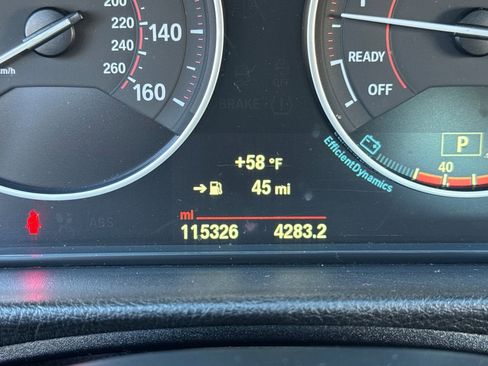 200
220
240
260
140
160
km/h
BRAKE
ABS
READY
OFF
EfficientDynamics
P
40
+58 °F
45 mi
mi
115326 4283.2